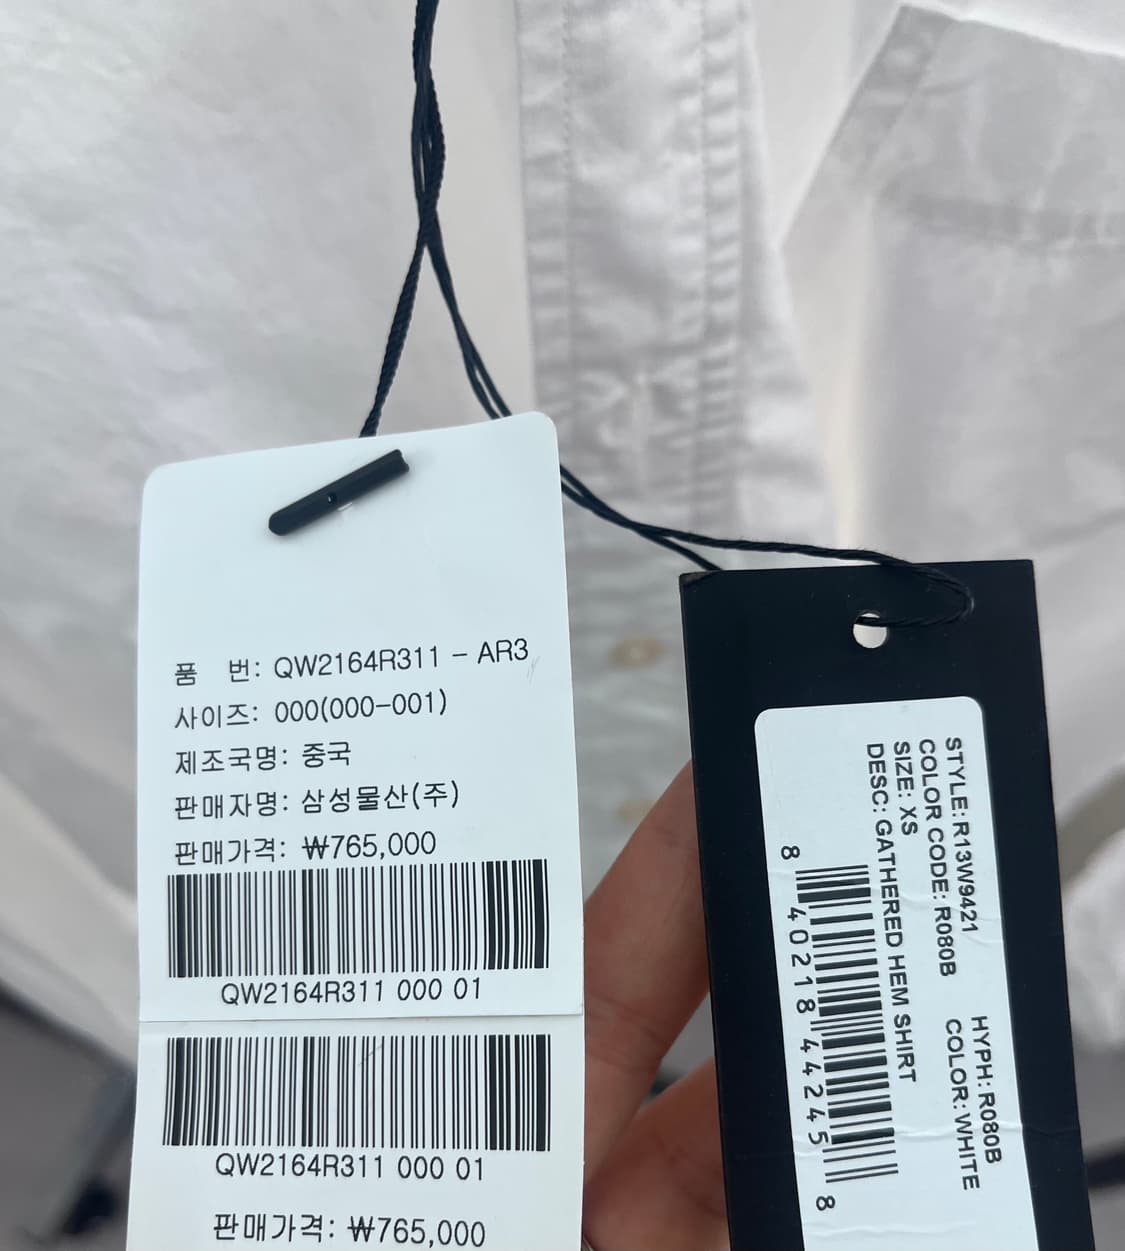 품 번: QW2164R311 - AR3
사이즈: 000(000-001)
제조국명: 중국
판매자명: 삼성물산(주)
판매가격: ₩765,000
QW2164R311 000 01
QW2164R311 000 01
판매가격: ₩765,000
STYLE: R13W9421 HYPH: R080B
COLOR CODE: R080B COLOR: WHITE
SIZE: XS
DESC: GATHERED HEM SHIRT
8 40218 44245 8